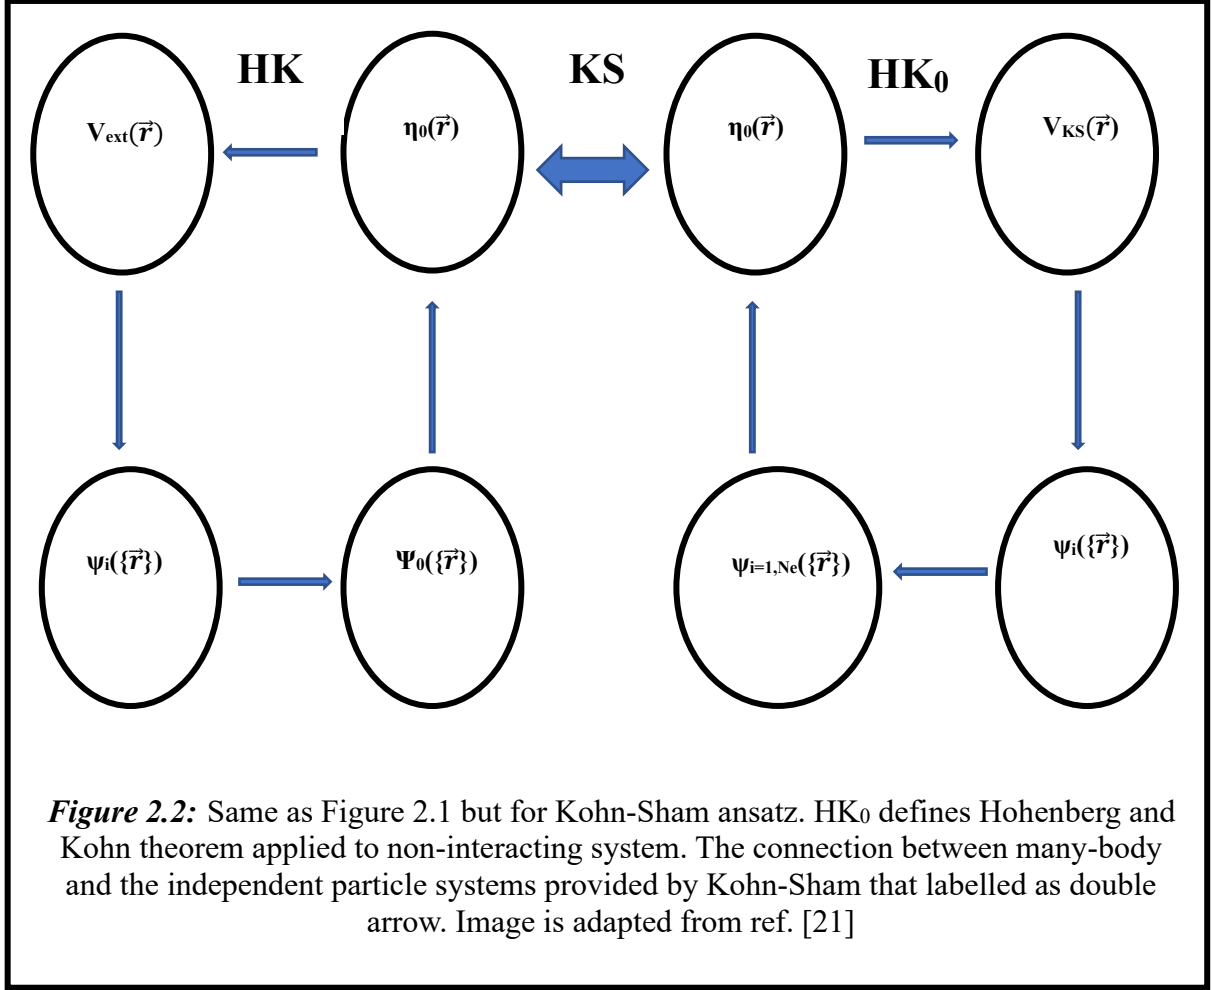 HK KS HK₀
V_ext(r⃗) η₀(r⃗) η₀(r⃗) V_KS(r⃗)
ψᵢ({r⃗}) Ψ₀({r⃗}) ψ_i=1,Ne({r⃗}) ψᵢ({r⃗})
Figure 2.2: Same as Figure 2.1 but for Kohn-Sham ansatz. HK₀ defines Hohenberg and
Kohn theorem applied to non-interacting system. The connection between many-body
and the independent particle systems provided by Kohn-Sham that labelled as double
arrow. Image is adapted from ref. [21]